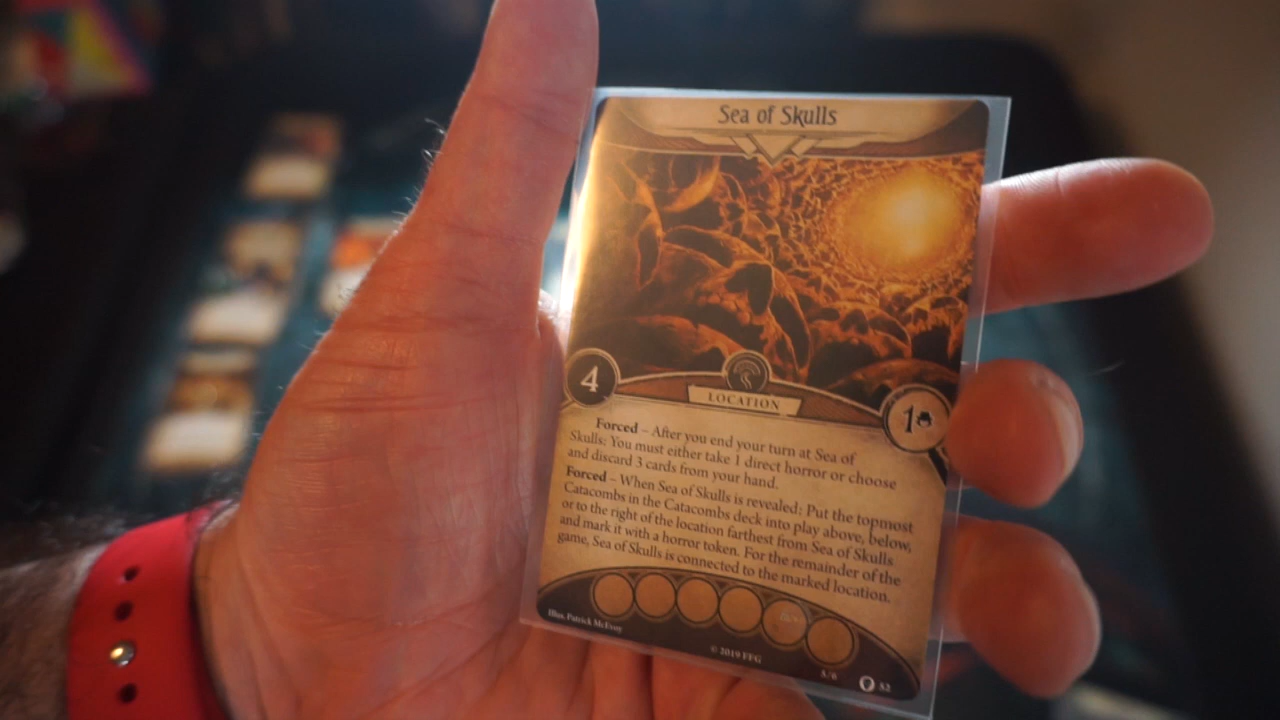 Sea of Skulls
4
LOCATION
1
Forced – After you end your turn at Sea of
Skulls: You must either take 1 direct horror or choose
and discard 3 cards from your hand.
Forced – When Sea of Skulls is revealed: Put the topmost
Catacombs in the Catacombs deck into play above, below,
or to the right of the location farthest from Sea of Skulls
and mark it with a horror token. For the remainder of the
game, Sea of Skulls is connected to the marked location.
Illus. Patrick McEvoy
© 2019 FFG
52